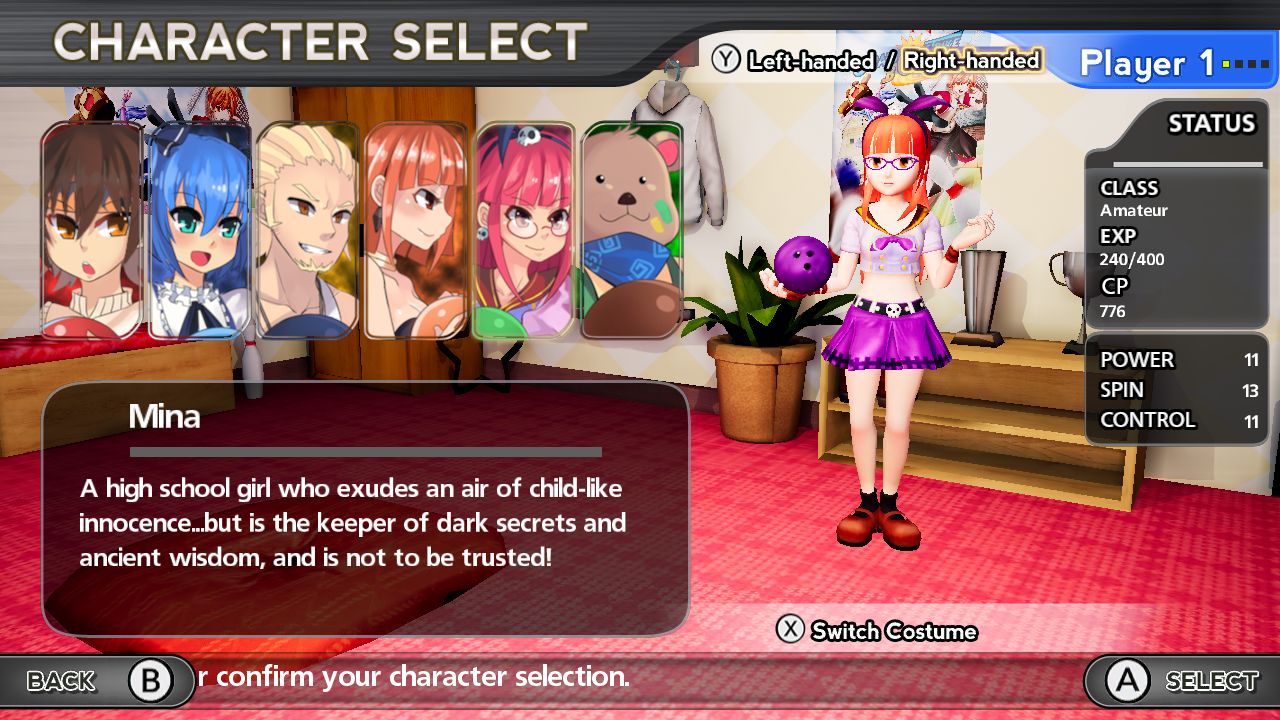 CHARACTER SELECT
Y Left-handed / Right-handed
Player 1
STATUS
CLASS
Amateur
EXP
240/400
CP
776
POWER 11
SPIN 13
CONTROL 11
Mina
A high school girl who exudes an air of child-like
innocence...but is the keeper of dark secrets and
ancient wisdom, and is not to be trusted!
X Switch Costume
BACK B
r confirm your character selection.
A SELECT